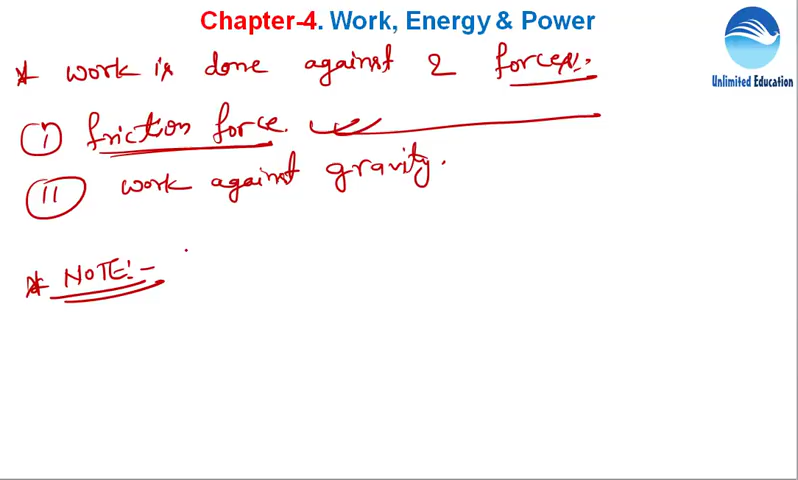 Chapter-4. Work, Energy & Power
Unlimited Education
* work is done against 2 forces:-
(i) friction force.
(ii) work against gravity.
* NOTE:-